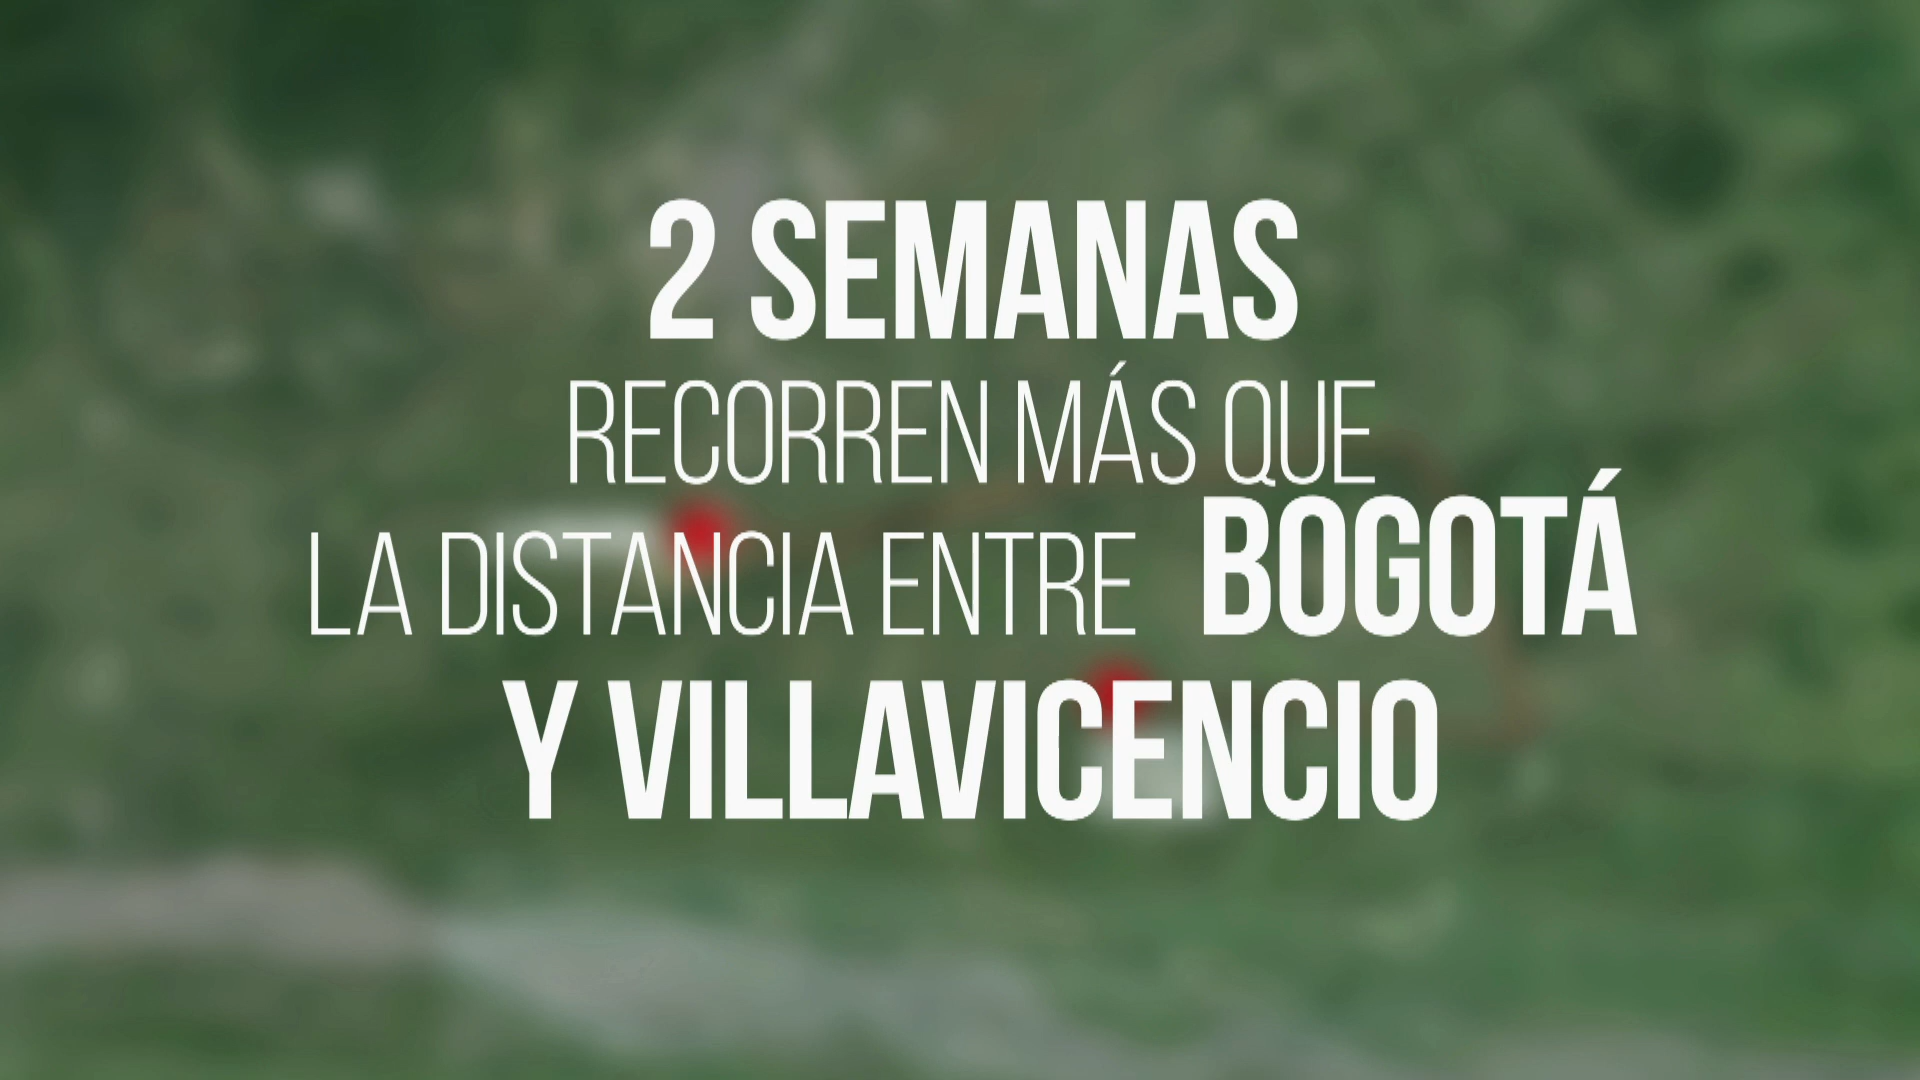 2 SEMANAS
RECORREN MÁS QUE
LA DISTANCIA ENTRE BOGOTÁ
Y VILLAVICENCIO